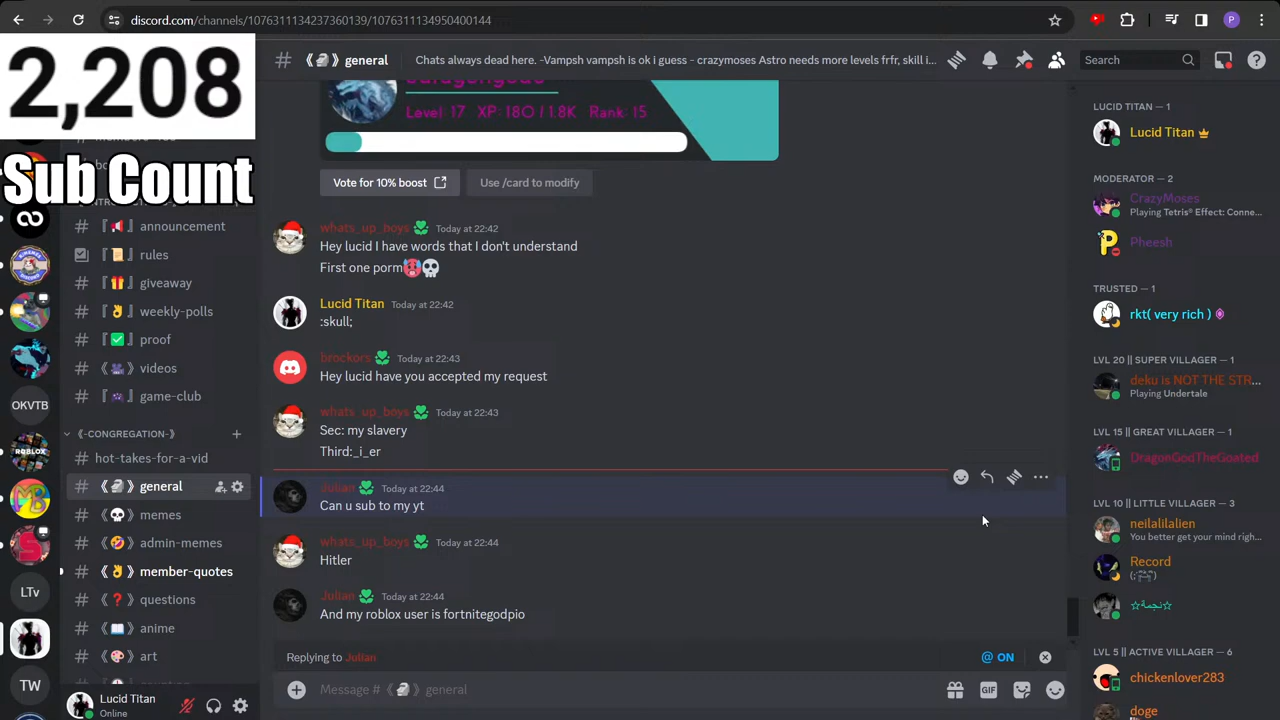 discord.com/channels/1076311134237360139/1076311134950400144
P
2,208
Sub Count
《🗿》general
Chats always dead here. -Vampsh vampsh is ok i guess - crazymoses Astro needs more levels frfr, skill i...
Search
『📢』announcement
『📜』rules
『🎁』giveaway
『👌』weekly-polls
『✅』proof
《🎥》videos
《🎮》game-club
《-CONGREGATION-》
hot-takes-for-a-vid
《🗿》general
《💀》memes
《🤣》admin-memes
《👌》member-quotes
《❓》questions
《📖》anime
《🎨》art
OKVTB
ROBLOX
LTv
TW
Lucid Titan
Online
Level: 17 XP: 180 / 1.8K Rank: 15
Vote for 10% boost
Use /card to modify
whats_up_boys Today at 22:42
Hey lucid I have words that I don't understand
First one porm🥵💀
Lucid Titan Today at 22:42
:skull;
brockors Today at 22:43
Hey lucid have you accepted my request
whats_up_boys Today at 22:43
Sec: my slavery
Third:_i_er
Julian Today at 22:44
Can u sub to my yt
whats_up_boys Today at 22:44
Hitler
Julian Today at 22:44
And my roblox user is fortnitegodpio
Replying to Julian
@ ON
Message #《🗿》general
GIF
LUCID TITAN — 1
Lucid Titan
MODERATOR — 2
CrazyMoses
Playing Tetris® Effect: Conne...
Pheesh
TRUSTED — 1
rkt( very rich )
LVL 20 || SUPER VILLAGER — 1
deku is NOT THE STR...
Playing Undertale
LVL 15 || GREAT VILLAGER — 1
DragonGodTheGoated
LVL 10 || LITTLE VILLAGER — 3
neilalilalien
You better get your mind righ...
Record
☆نجمة☆
LVL 5 || ACTIVE VILLAGER — 6
chickenlover283
doge